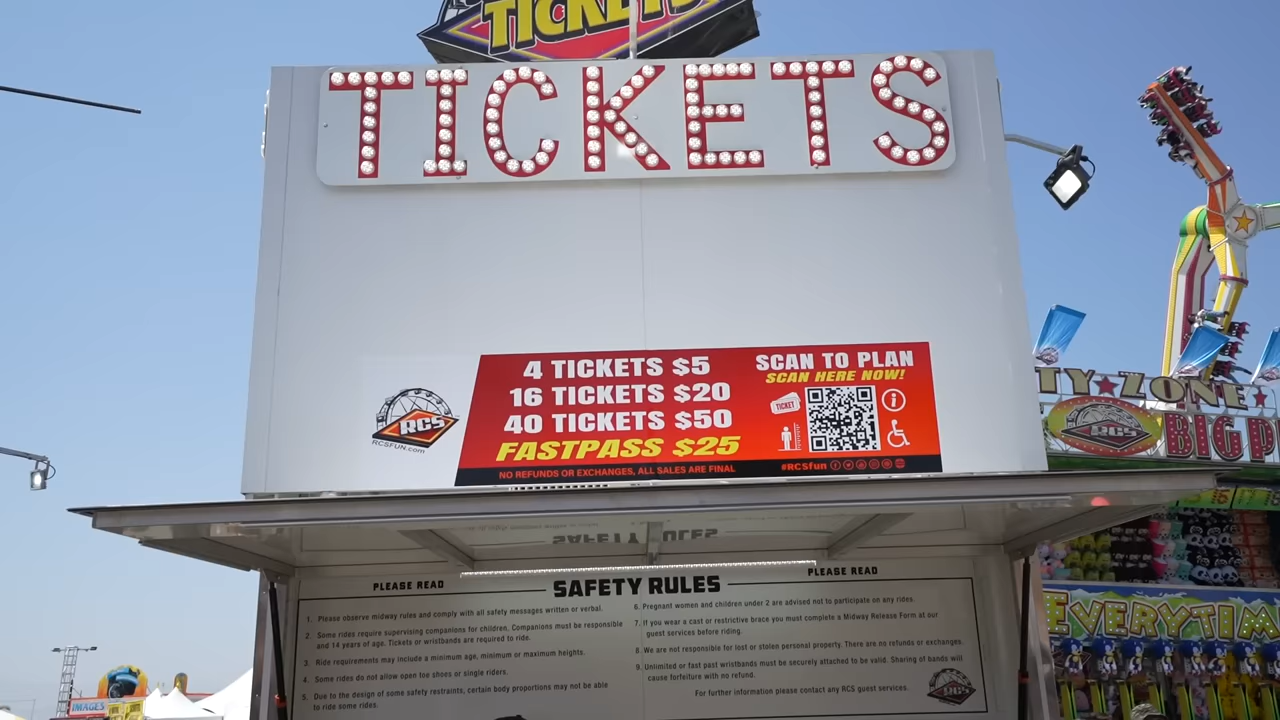 TICKETS
TICKETS
4 TICKETS $5
16 TICKETS $20
40 TICKETS $50
FASTPASS $25
NO REFUNDS OR EXCHANGES, ALL SALES ARE FINAL
SCAN TO PLAN
SCAN HERE NOW!
TICKET
#RCSfun
RCS
RCSFUN.com
TY ZONE
RCS
BIG P
EVERYTIM
SAFETY RULES
PLEASE READ
SAFETY RULES
PLEASE READ
1. Please observe midway rules and comply with all safety messages written or verbal.
2. Some rides require supervising companions for children. Companions must be responsible
and 14 years of age. Tickets or wristbands are required to ride.
3. Ride requirements may include a minimum age, minimum or maximum heights.
4. Some rides do not allow open toe shoes or single riders.
5. Due to the design of some safety restraints, certain body proportions may not be able
to ride some rides.
6. Pregnant women and children under 2 are advised not to participate on any rides.
7. If you wear a cast or restrictive brace you must complete a Midway Release Form at our
guest services before riding.
8. We are not responsible for lost or stolen personal property. There are no refunds or exchanges.
9. Unlimited or fast past wristbands must be securely attached to be valid. Sharing of bands will
cause forfeiture with no refund.
For further information please contact any RCS guest services.
RCS
IMAGES